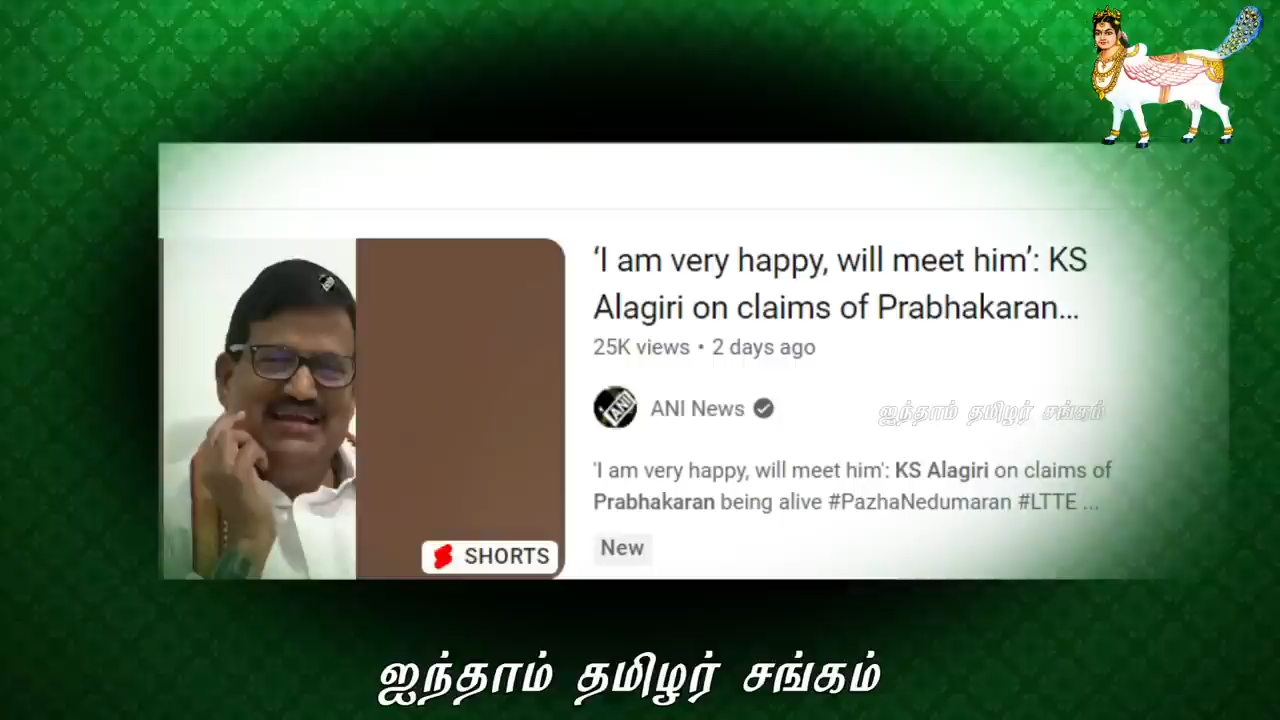 ‘I am very happy, will meet him’: KS
Alagiri on claims of Prabhakaran...
25K views • 2 days ago
ANI
ANI News
ஐந்தாம் தமிழர் சங்கம்
'I am very happy, will meet him': KS Alagiri on claims of
Prabhakaran being alive #PazhaNedumaran #LTTE ...
SHORTS
New
ஐந்தாம் தமிழர் சங்கம்